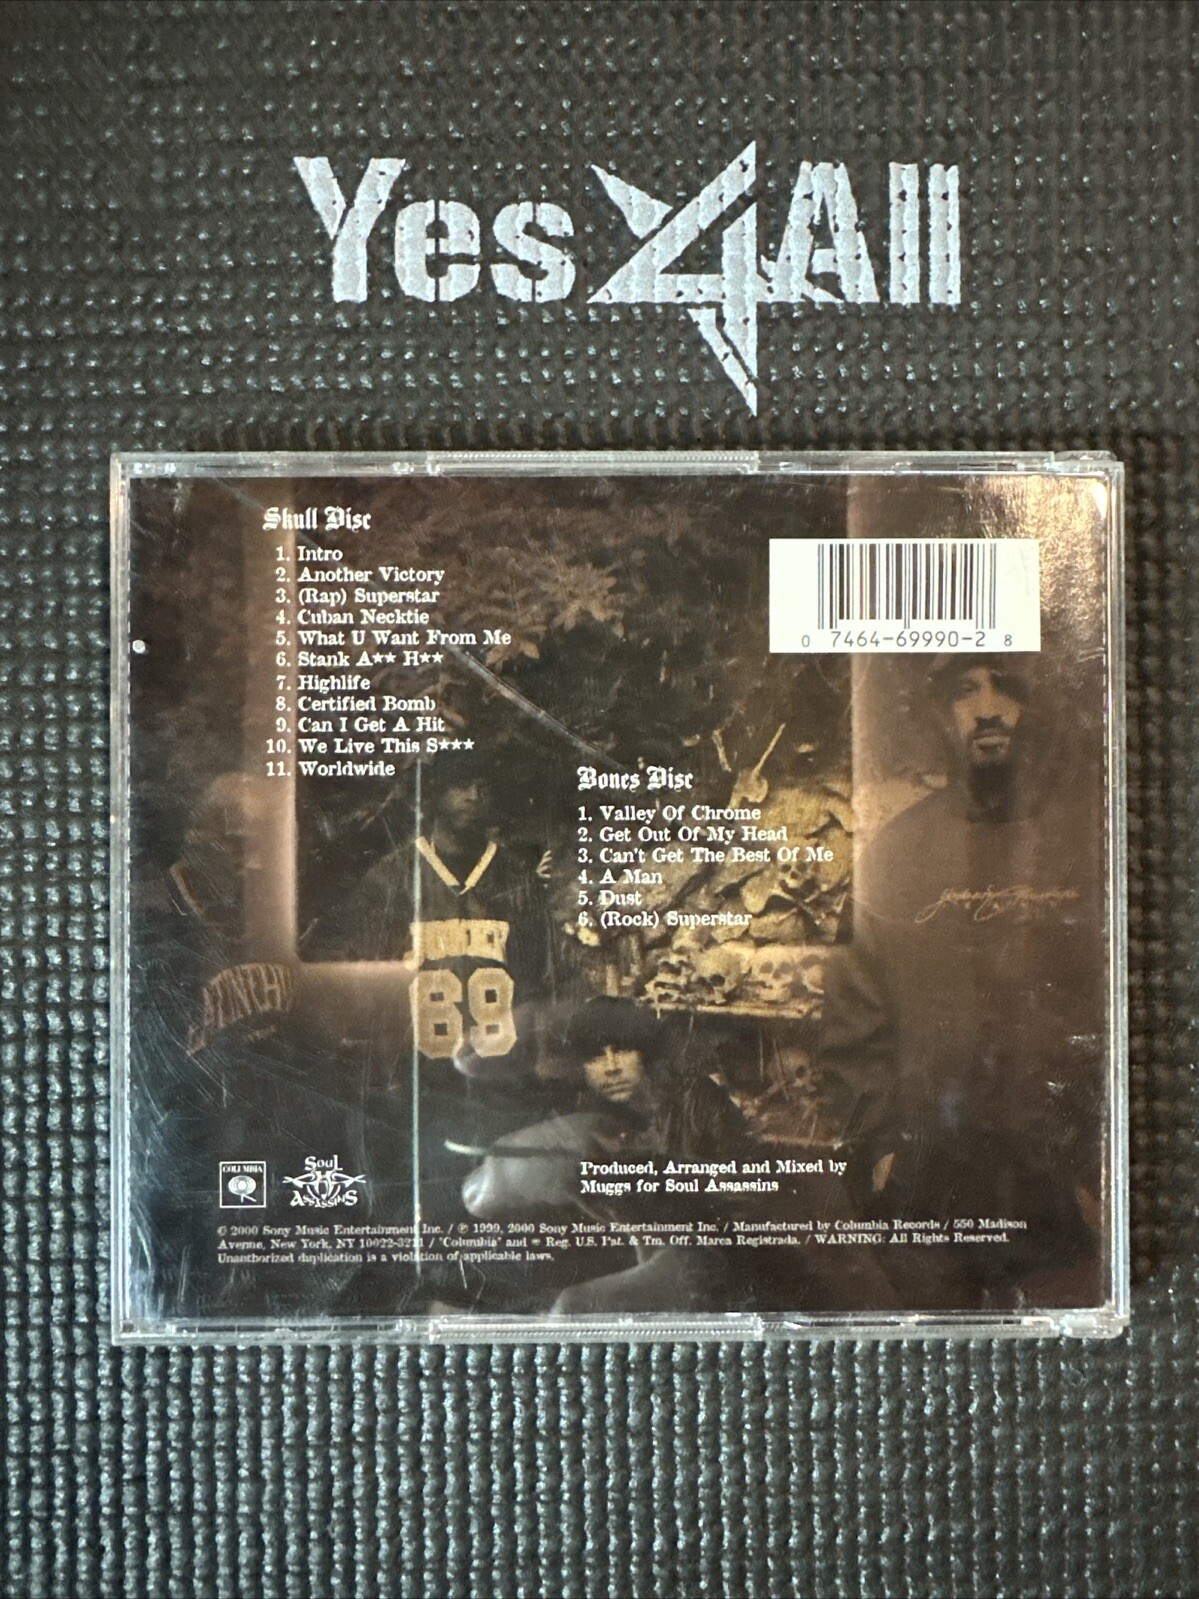 Yes4All
Skull Disc
1. Intro
2. Another Victory
3. (Rap) Superstar
4. Cuban Necktie
5. What U Want From Me
6. Stank A** H**
7. Highlife
8. Certified Bomb
9. Can I Get A Hit
10. We Live This S***
11. Worldwide
0 7464-69990-2 8
Bones Disc
1. Valley Of Chrome
2. Get Out Of My Head
3. Can't Get The Best Of Me
4. A Man
5. Dust
6. (Rock) Superstar
69
COLUMBIA
SOUL
ASSASSINS
Produced, Arranged and Mixed by
Muggs for Soul Assassins
© 2000 Sony Music Entertainment Inc. / ℗ 1999, 2000 Sony Music Entertainment Inc. / Manufactured by Columbia Records / 550 Madison
Avenue, New York, NY 10022-3211 / "Columbia" and Reg. U.S. Pat. & Tm. Off. Marca Registrada. / WARNING: All Rights Reserved.
Unauthorized duplication is a violation of applicable laws.